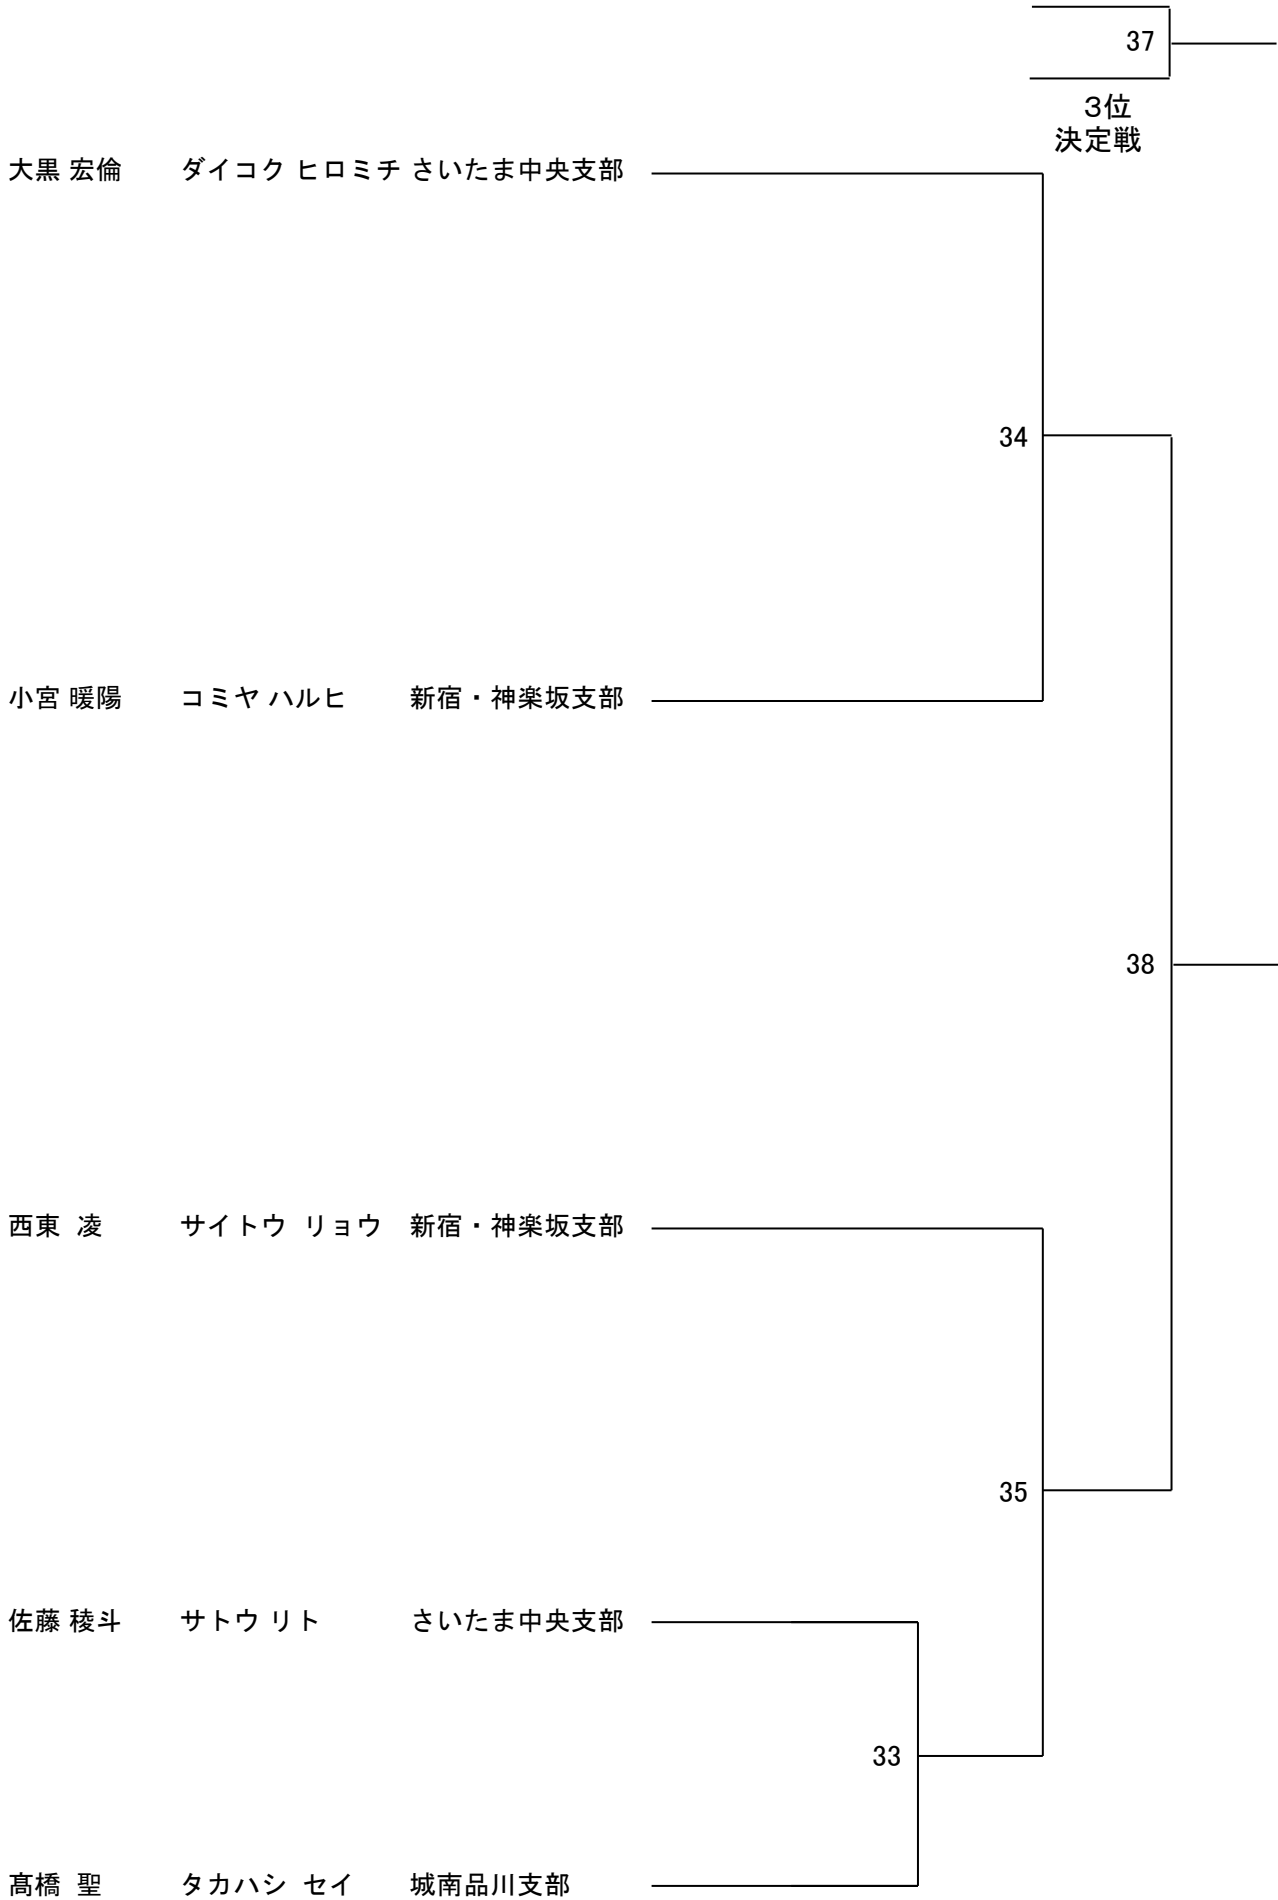 37
3位
決定戦
大黒 宏倫 ダイコク ヒロミチ さいたま中央支部
34
小宮 暖陽 コミヤ ハルヒ 新宿・神楽坂支部
38
西東 凌 サイトウ リョウ 新宿・神楽坂支部
35
佐藤 稜斗 サトウ リト さいたま中央支部
33
髙橋 聖 タカハシ セイ 城南品川支部